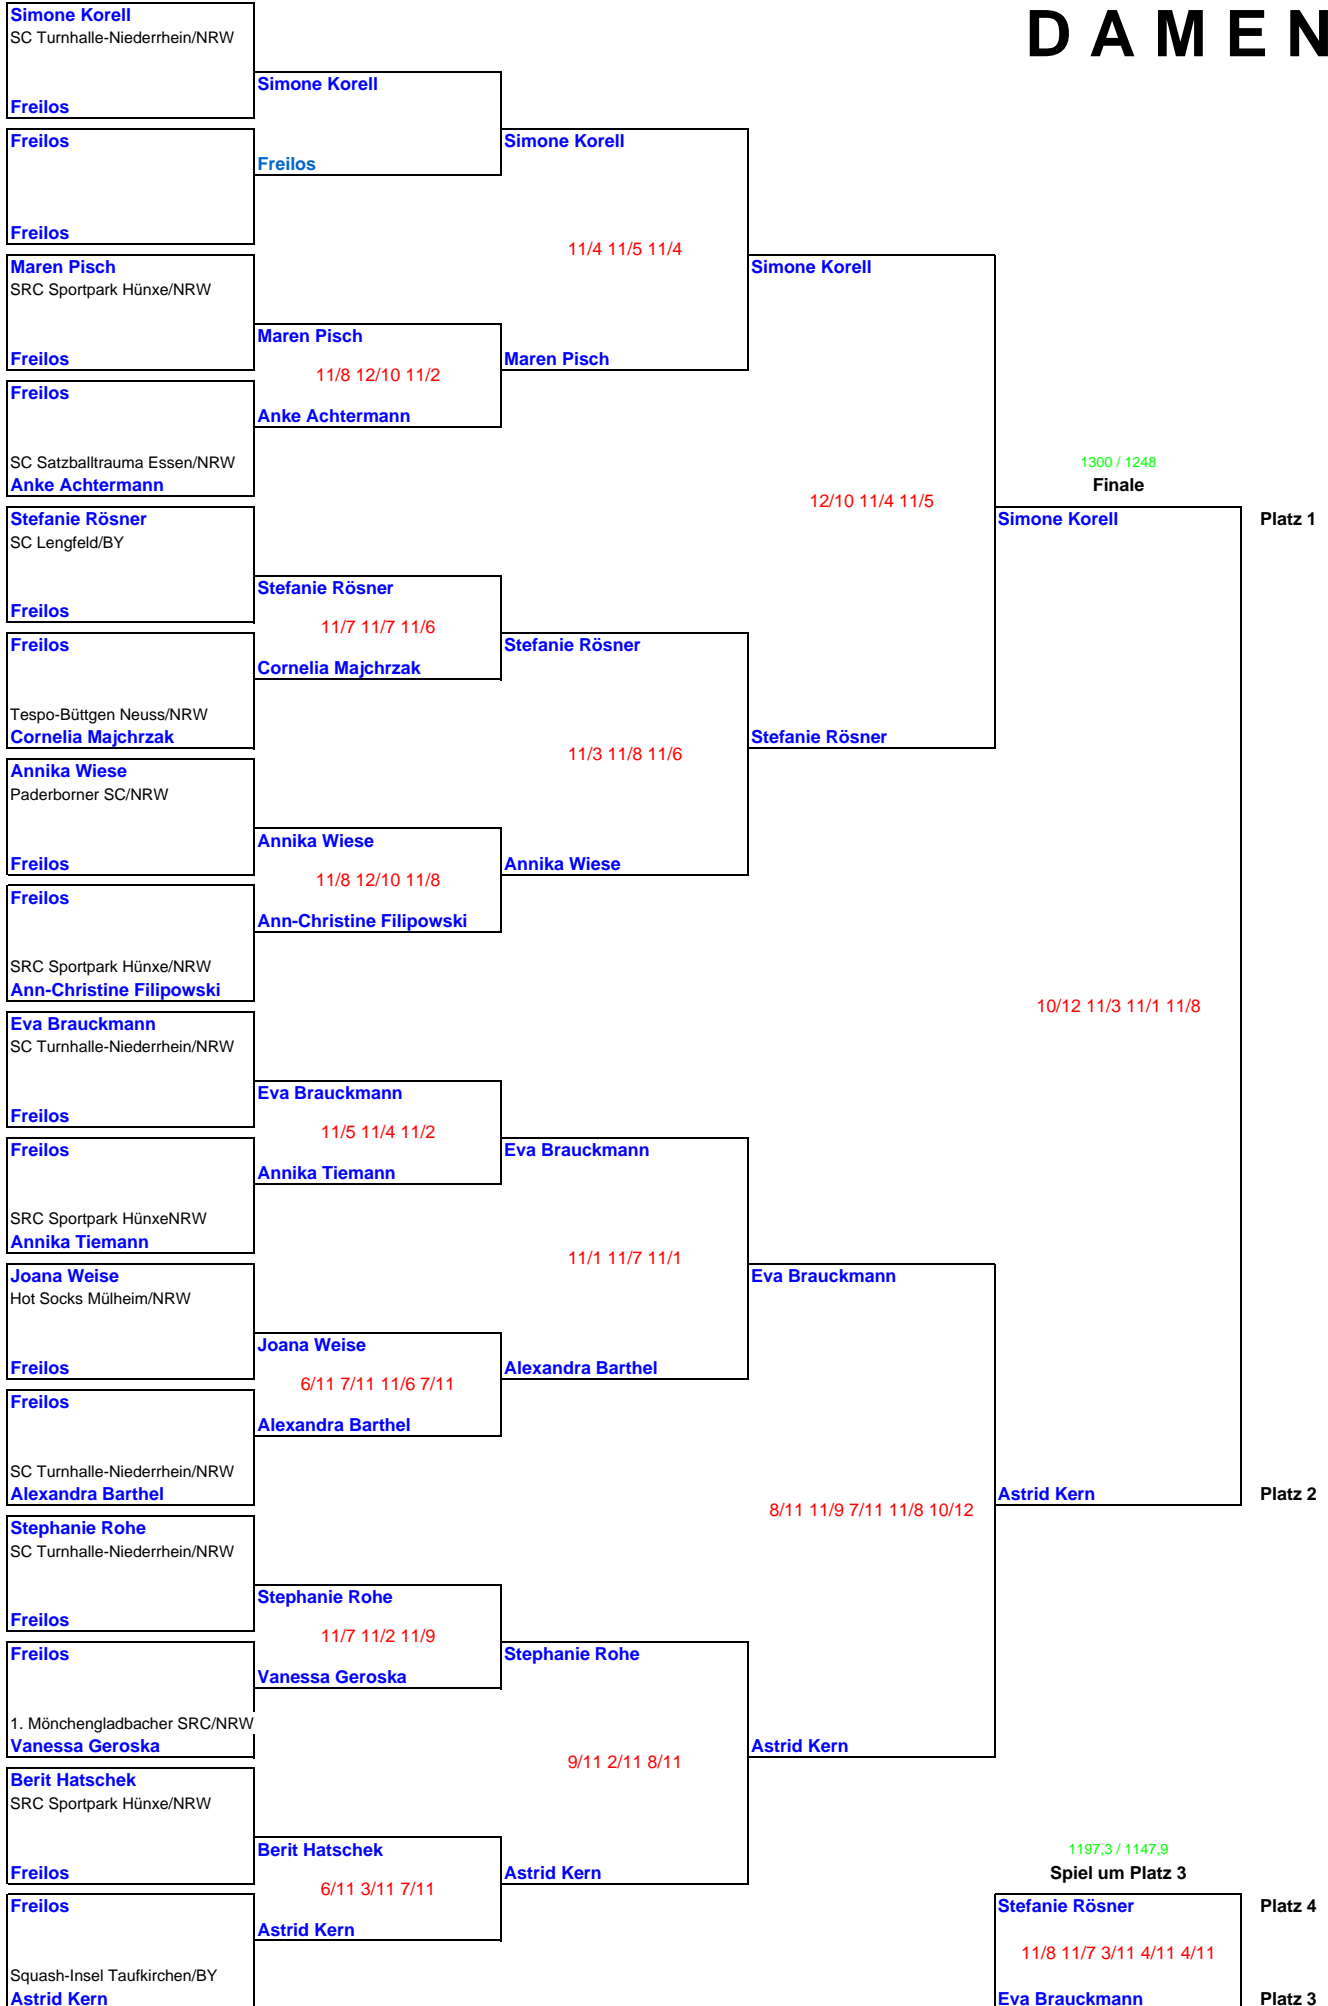 DAMEN
Simone Korell
SC Turnhalle-Niederrhein/NRW
Freilos
Freilos
Freilos
Maren Pisch
SRC Sportpark Hünxe/NRW
Freilos
Freilos
SC Satzballtrauma Essen/NRW
Anke Achtermann
Stefanie Rösner
SC Lengfeld/BY
Freilos
Freilos
Tespo-Büttgen Neuss/NRW
Cornelia Majchrzak
Annika Wiese
Paderborner SC/NRW
Freilos
Freilos
SRC Sportpark Hünxe/NRW
Ann-Christine Filipowski
Eva Brauckmann
SC Turnhalle-Niederrhein/NRW
Freilos
Freilos
SRC Sportpark HünxeNRW
Annika Tiemann
Joana Weise
Hot Socks Mülheim/NRW
Freilos
Freilos
SC Turnhalle-Niederrhein/NRW
Alexandra Barthel
Stephanie Rohe
SC Turnhalle-Niederrhein/NRW
Freilos
Freilos
1. Mönchengladbacher SRC/NRW
Vanessa Geroska
Berit Hatschek
SRC Sportpark Hünxe/NRW
Freilos
Freilos
Squash-Insel Taufkirchen/BY
Astrid Kern
Simone Korell
Freilos
Maren Pisch
11/8 12/10 11/2
Anke Achtermann
Stefanie Rösner
11/7 11/7 11/6
Cornelia Majchrzak
Annika Wiese
11/8 12/10 11/8
Ann-Christine Filipowski
Eva Brauckmann
11/5 11/4 11/2
Annika Tiemann
Joana Weise
6/11 7/11 11/6 7/11
Alexandra Barthel
Stephanie Rohe
11/7 11/2 11/9
Vanessa Geroska
Berit Hatschek
6/11 3/11 7/11
Astrid Kern
Simone Korell
11/4 11/5 11/4
Maren Pisch
Stefanie Rösner
11/3 11/8 11/6
Annika Wiese
Eva Brauckmann
11/1 11/7 11/1
Alexandra Barthel
Stephanie Rohe
9/11 2/11 8/11
Astrid Kern
Simone Korell
12/10 11/4 11/5
Stefanie Rösner
Eva Brauckmann
8/11 11/9 7/11 11/8 10/12
Astrid Kern
1300 / 1248
Finale
Simone Korell Platz 1
10/12 11/3 11/1 11/8
Astrid Kern Platz 2
1197,3 / 1147,9
Spiel um Platz 3
Stefanie Rösner Platz 4
11/8 11/7 3/11 4/11 4/11
Eva Brauckmann Platz 3